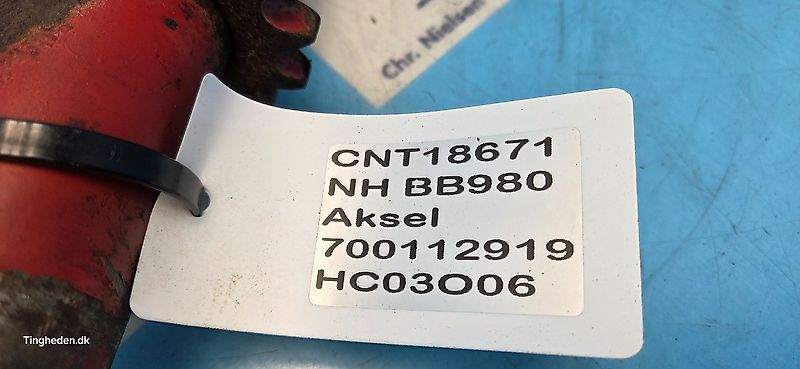 Chr. Nielsen
CNT18671
NH BB980
Aksel
700112919
HC03O06
Tingheden.dk